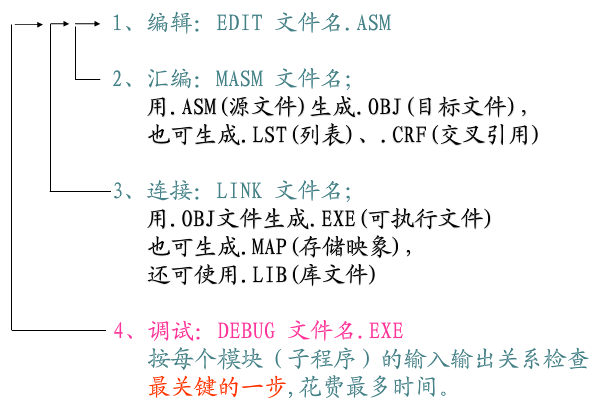 1、编辑: EDIT 文件名.ASM
2、汇编: MASM 文件名;
用.ASM(源文件)生成.OBJ(目标文件),
也可生成.LST(列表)、.CRF(交叉引用)
3、连接: LINK 文件名;
用.OBJ文件生成.EXE(可执行文件)
也可生成.MAP(存储映象),
还可使用.LIB(库文件)
4、调试: DEBUG 文件名.EXE
按每个模块（子程序）的输入输出关系检查
最关键的一步,花费最多时间。